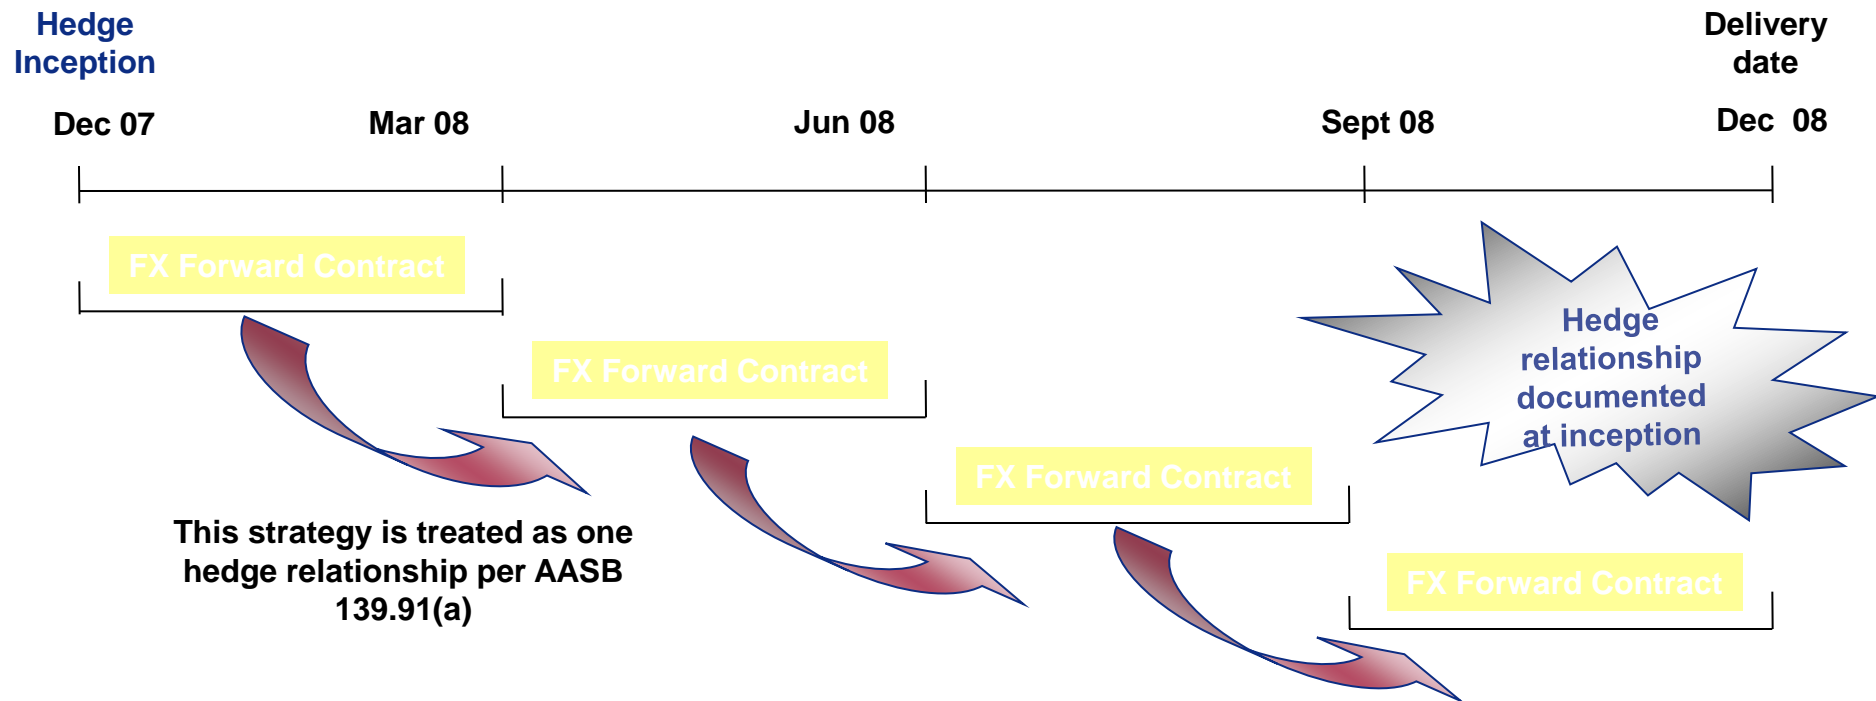 Hedge
Inception
Delivery
date
Dec 07
Mar 08
Jun 08
Sept 08
Dec 08
FX Forward Contract
FX Forward Contract
FX Forward Contract
FX Forward Contract
Hedge
relationship
documented
at inception
This strategy is treated as one
hedge relationship per AASB
139.91(a)